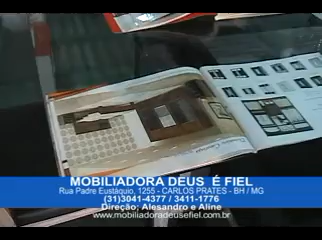 MOBILIADORA DEUS É FIEL
Rua Padre Eustáquio, 1255 - CARLOS PRATES - BH / MG
(31)3041-4377 / 3411-1776
Direção: Alesandro e Aline
www.mobiliadoradeusefiel.com.br